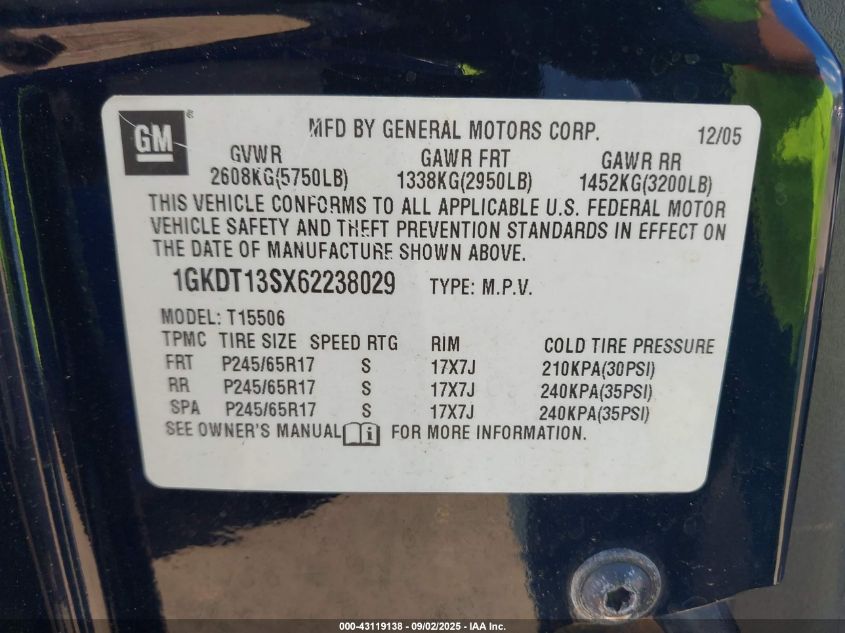 GM ®
MFD BY GENERAL MOTORS CORP. 12/05
GVWR GAWR FRT GAWR RR
2608KG(5750LB) 1338KG(2950LB) 1452KG(3200LB)
THIS VEHICLE CONFORMS TO ALL APPLICABLE U.S. FEDERAL MOTOR
VEHICLE SAFETY AND THEFT PREVENTION STANDARDS IN EFFECT ON
THE DATE OF MANUFACTURE SHOWN ABOVE.
1GKDT13SX62238029 TYPE: M.P.V.
MODEL: T15506
TPMC TIRE SIZE SPEED RTG RIM COLD TIRE PRESSURE
FRT P245/65R17 S 17X7J 210KPA(30PSI)
RR P245/65R17 S 17X7J 240KPA(35PSI)
SPA P245/65R17 S 17X7J 240KPA(35PSI)
SEE OWNER'S MANUAL i FOR MORE INFORMATION.
000-43119138 - 09/02/2025 - IAA Inc.